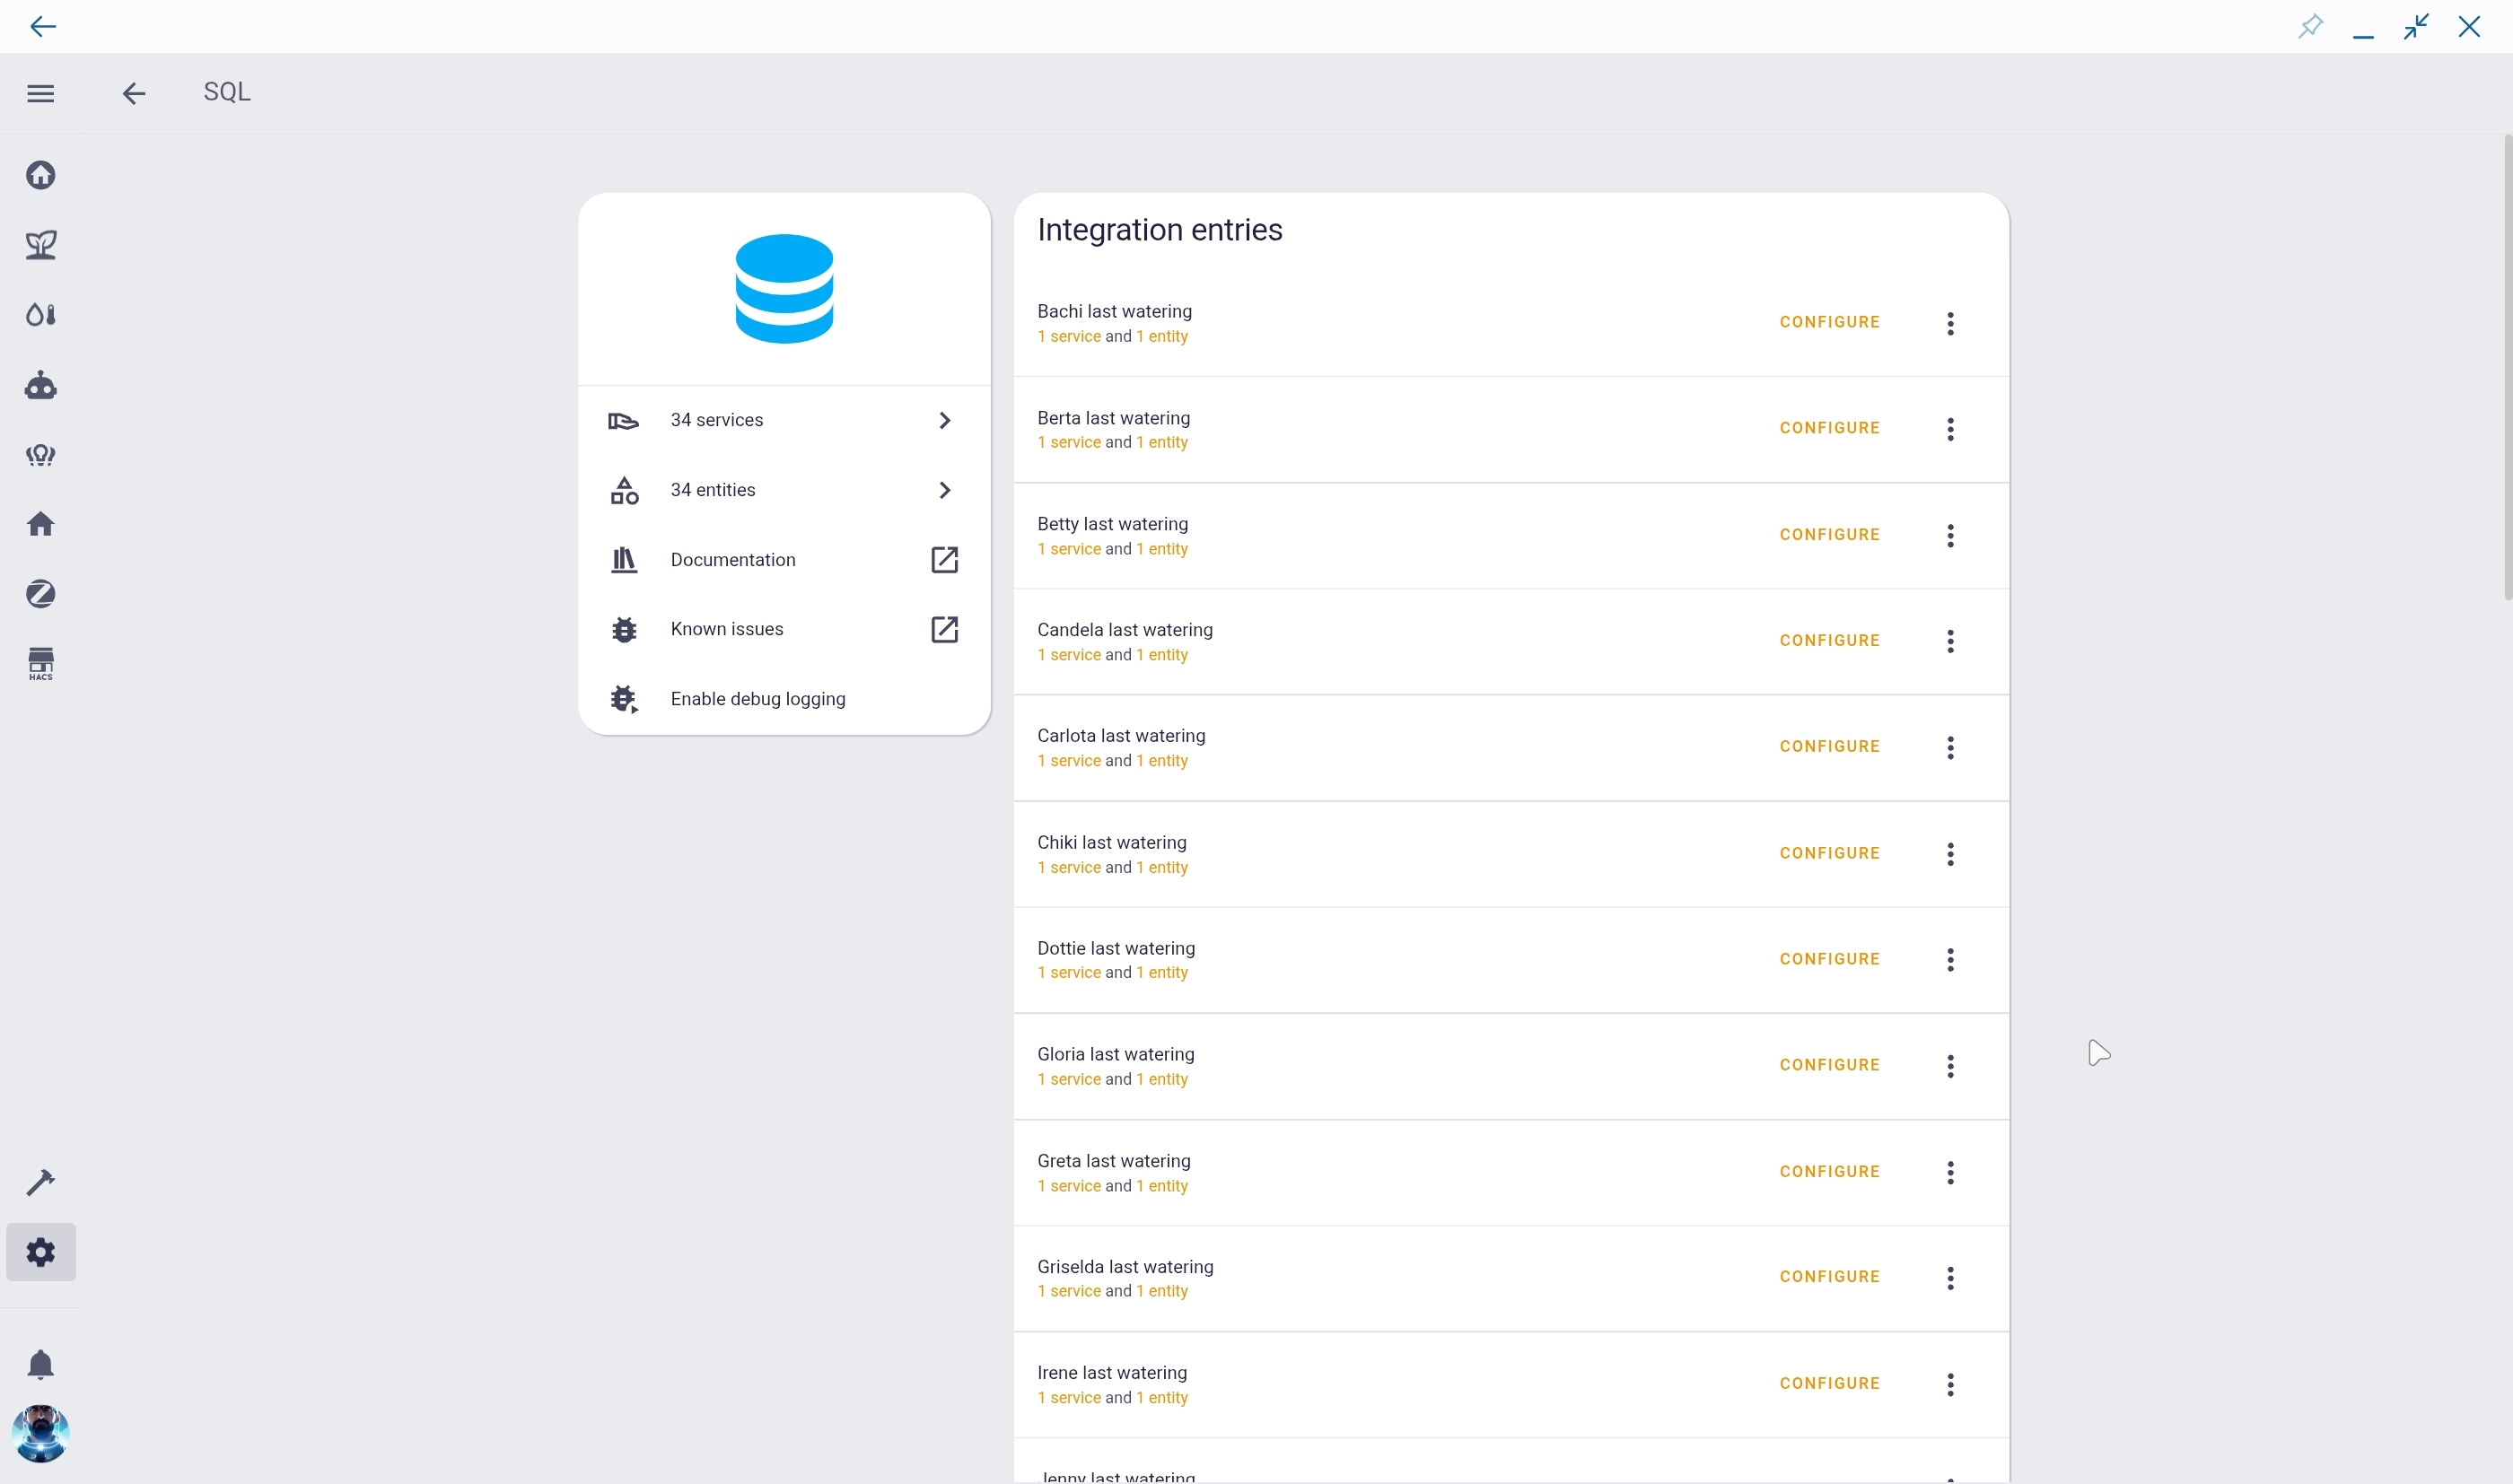 SQL
HACS
34 services
34 entities
Documentation
Known issues
Enable debug logging
Integration entries
Bachi last watering
1 service and 1 entity
CONFIGURE
Berta last watering
1 service and 1 entity
CONFIGURE
Betty last watering
1 service and 1 entity
CONFIGURE
Candela last watering
1 service and 1 entity
CONFIGURE
Carlota last watering
1 service and 1 entity
CONFIGURE
Chiki last watering
1 service and 1 entity
CONFIGURE
Dottie last watering
1 service and 1 entity
CONFIGURE
Gloria last watering
1 service and 1 entity
CONFIGURE
Greta last watering
1 service and 1 entity
CONFIGURE
Griselda last watering
1 service and 1 entity
CONFIGURE
Irene last watering
1 service and 1 entity
CONFIGURE
Jenny last watering